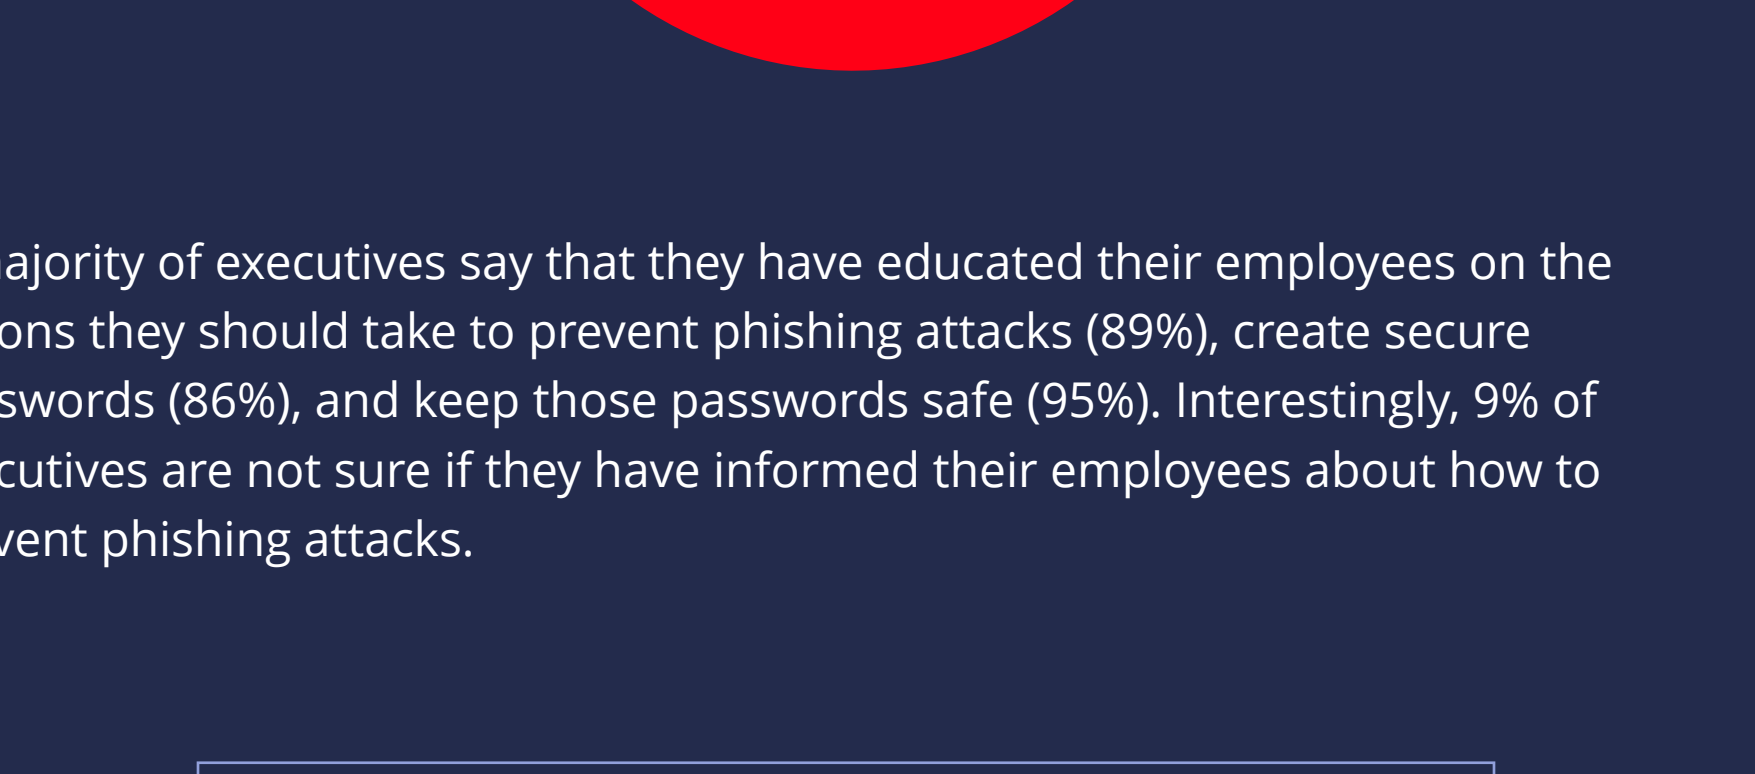 ajority of executives say that they have educated their employees on the
ons they should take to prevent phishing attacks (89%), create secure
swords (86%), and keep those passwords safe (95%). Interestingly, 9% of
cutives are not sure if they have informed their employees about how to
vent phishing attacks.